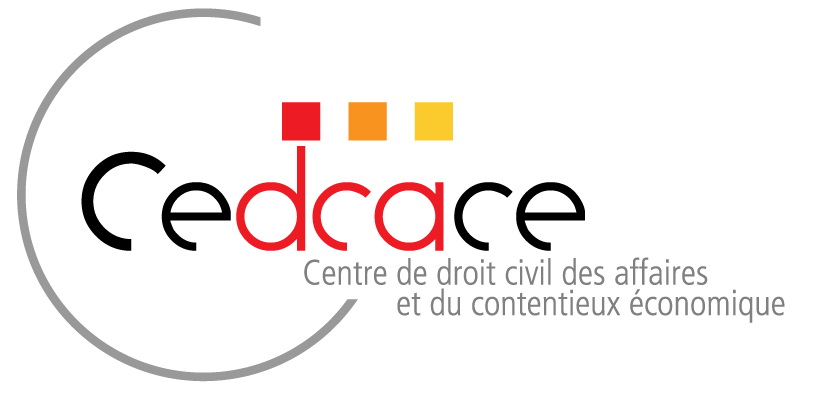 Cedcace
Centre de droit civil des affaires
et du contentieux économique